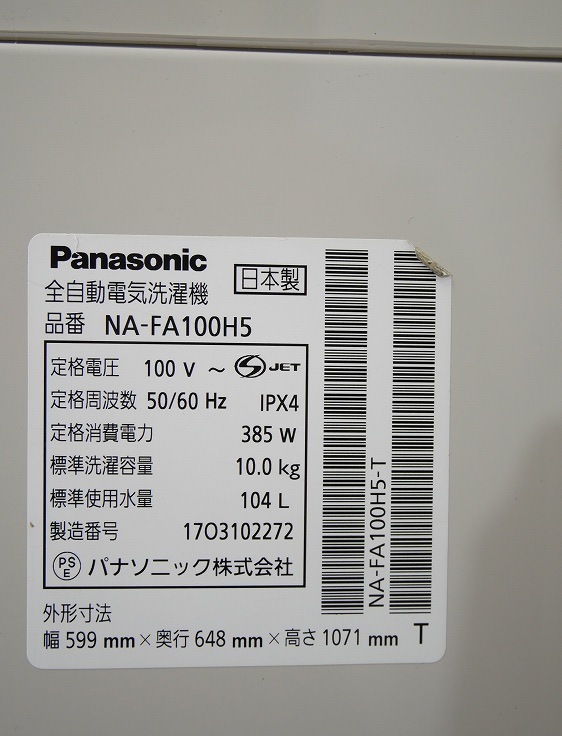 Panasonic
日本製
全自動電気洗濯機
品番 NA-FA100H5
定格電圧 100 V ～ JET
定格周波数 50/60 Hz IPX4
定格消費電力 385 W
標準洗濯容量 10.0 kg
標準使用水量 104 L
製造番号 17O3102272
PSE パナソニック株式会社
外形寸法
幅 599 mm × 奥行 648 mm × 高さ 1071 mm T
NA-FA100H5-T